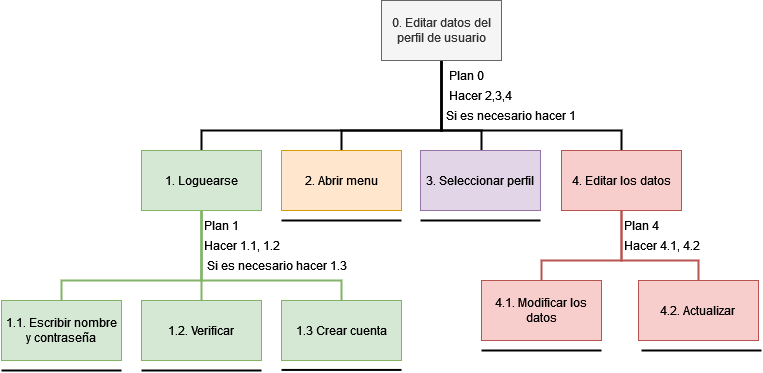 0. Editar datos del
perfil de usuario
Plan 0
Hacer 2,3,4
Si es necesario hacer 1
1. Loguearse
2. Abrir menu
3. Seleccionar perfil
4. Editar los datos
Plan 1
Hacer 1.1, 1.2
Si es necesario hacer 1.3
Plan 4
Hacer 4.1, 4.2
1.1. Escribir nombre
y contraseña
1.2. Verificar
1.3 Crear cuenta
4.1. Modificar los
datos
4.2. Actualizar